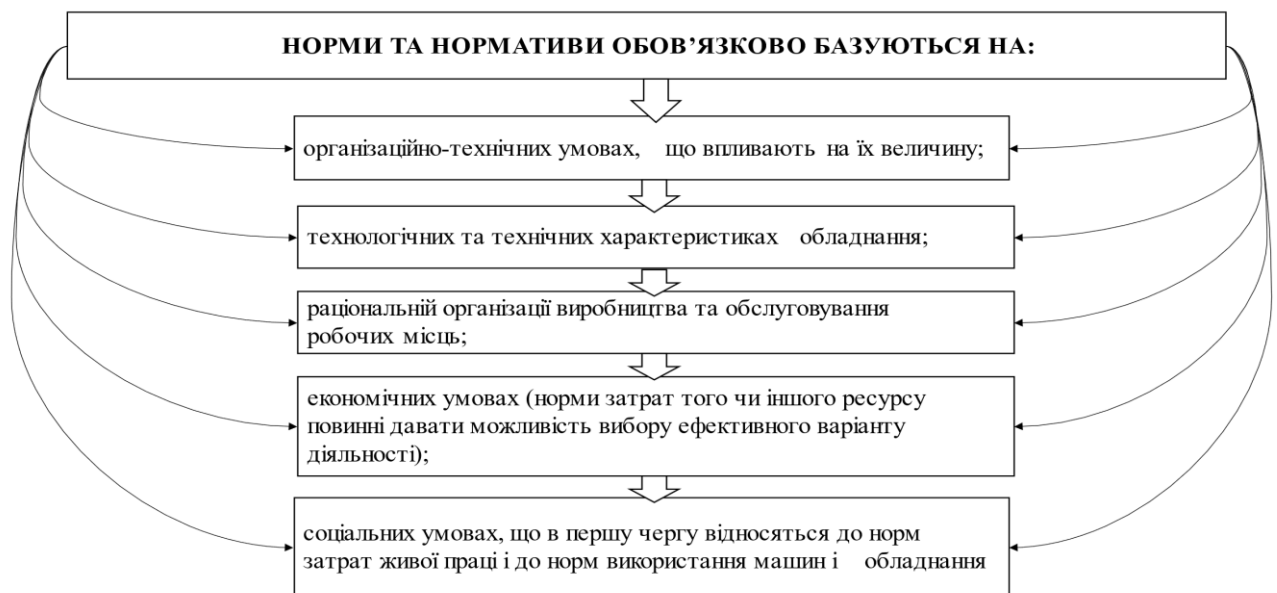 НОРМИ ТА НОРМАТИВИ ОБОВ’ЯЗКОВО БАЗУЮТЬСЯ НА:
організаційно-технічних умовах, що впливають на їх величину;
технологічних та технічних характеристиках обладнання;
раціональній організації виробництва та обслуговування
робочих місць;
економічних умовах (норми затрат того чи іншого ресурсу
повинні давати можливість вибору ефективного варіанту
діяльності);
соціальних умовах, що в першу чергу відносяться до норм
затрат живої праці і до норм використання машин і обладнання